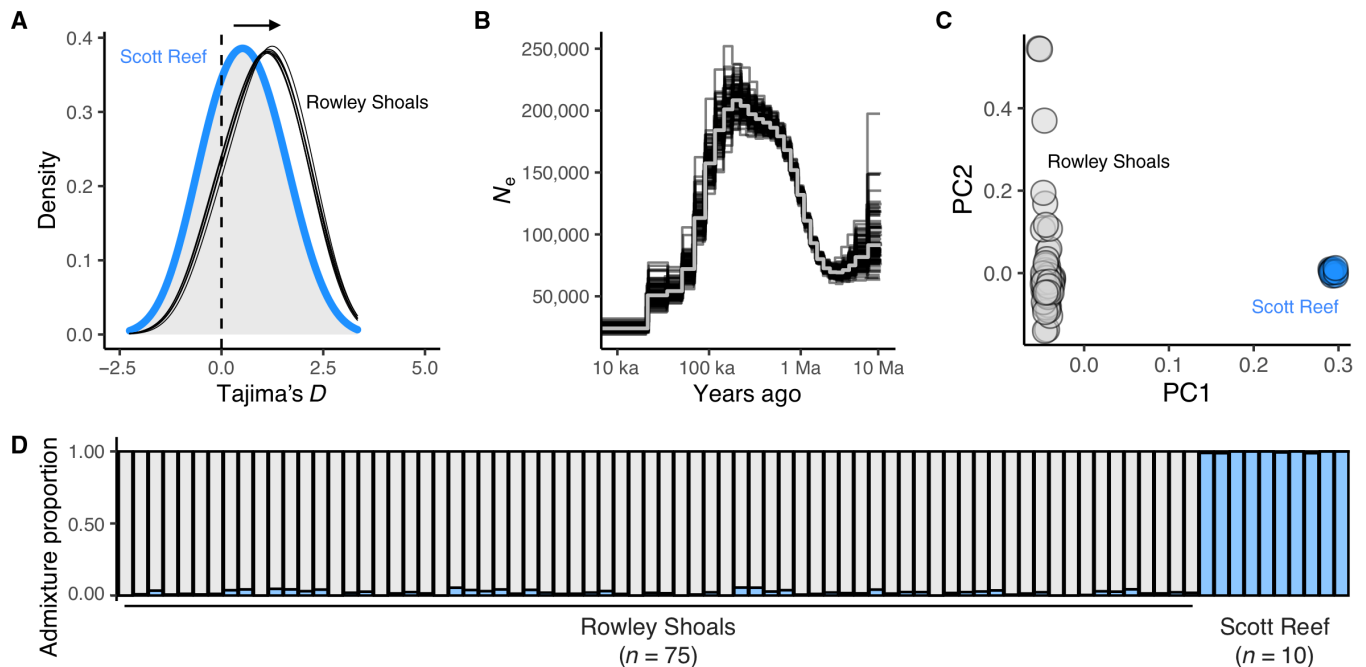 A
Scott Reef
Rowley Shoals
Density
0.4
0.3
0.2
0.1
0.0
−2.5
0.0
2.5
5.0
Tajima's D
B
Ne
250,000
200,000
150,000
100,000
50,000
10 ka
100 ka
1 Ma
10 Ma
Years ago
C
PC2
0.4
0.2
0.0
Rowley Shoals
Scott Reef
0.0
0.1
0.2
0.3
PC1
D
Admixture proportion
1.00
0.50
0.00
Rowley Shoals
(n = 75)
Scott Reef
(n = 10)